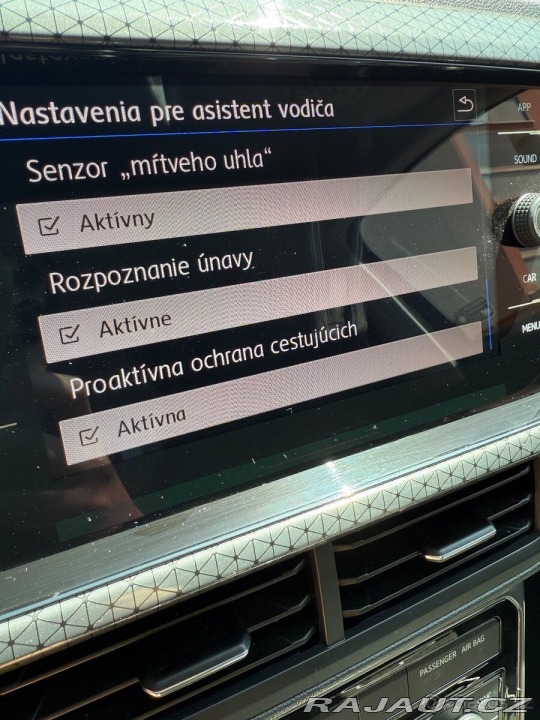 Nastavenia pre asistent vodiča
APP
Senzor „mŕtveho uhla“
SOUND
Aktívny
Rozpoznanie únavy
CAR
Aktívne
MENU
Proaktívna ochrana cestujúcich
Aktívna
PASSENGER AIR BAG
RAJAUT.CZ